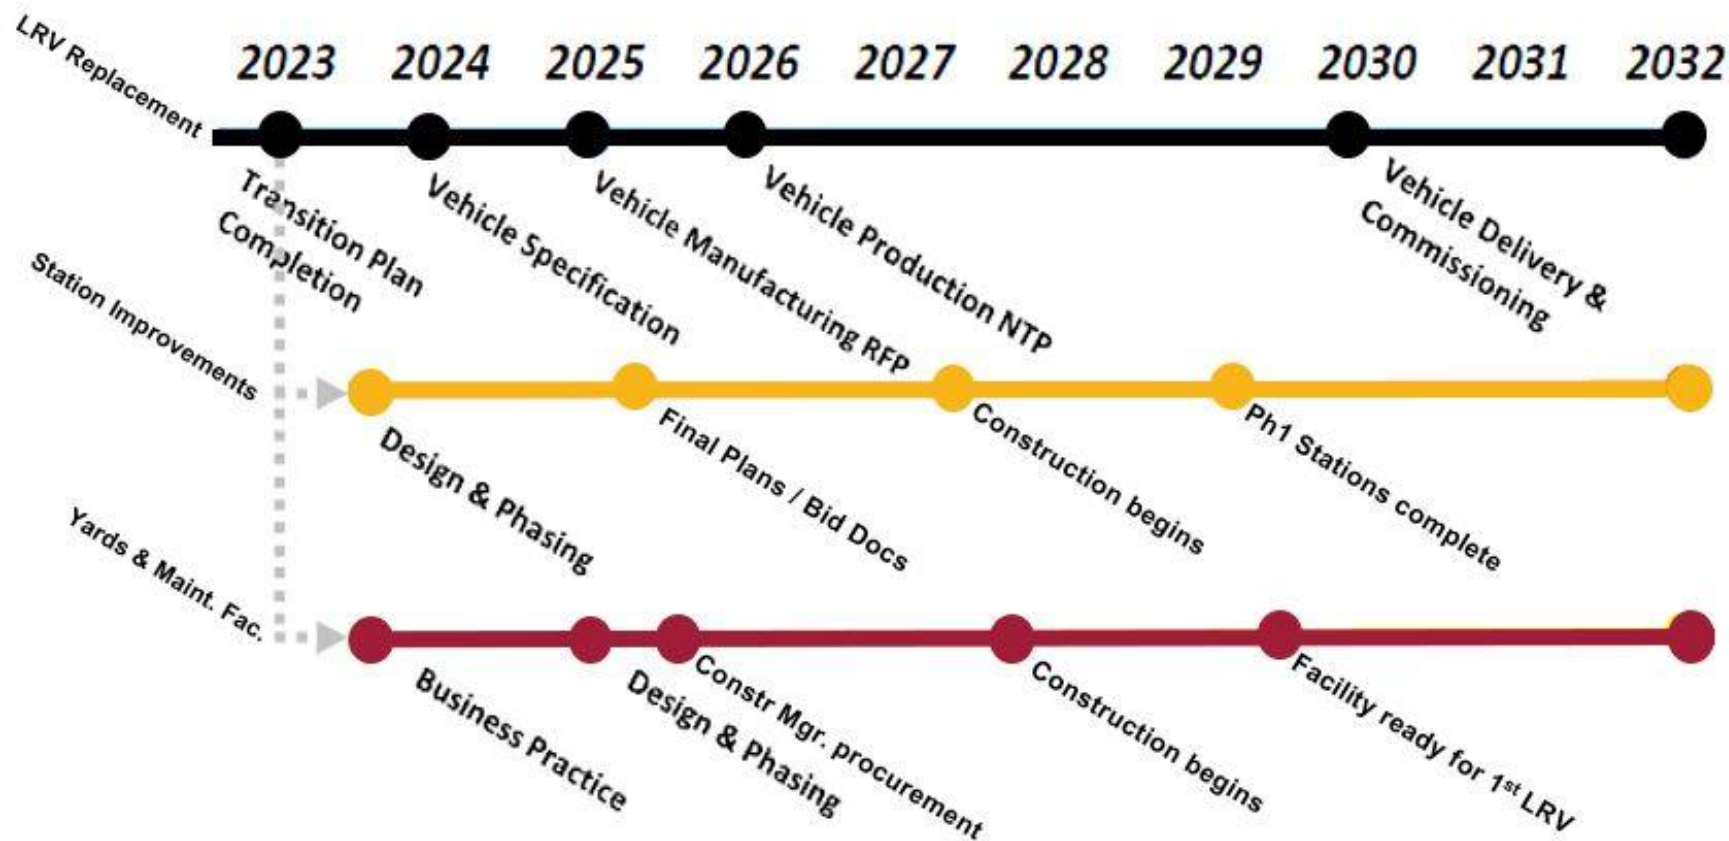 LRV Replacement
2023 2024 2025 2026 2027 2028 2029 2030 2031 2032
Transition Plan
Completion
Vehicle Specification
Vehicle Manufacturing RFP
Vehicle Production NTP
Vehicle Delivery &
Commissioning
Station Improvements
Design & Phasing
Final Plans / Bid Docs
Construction begins
Ph1 Stations complete
Yards & Maint. Fac.
Business Practice
Design & Phasing
Constr Mgr. procurement
Construction begins
Facility ready for 1st LRV